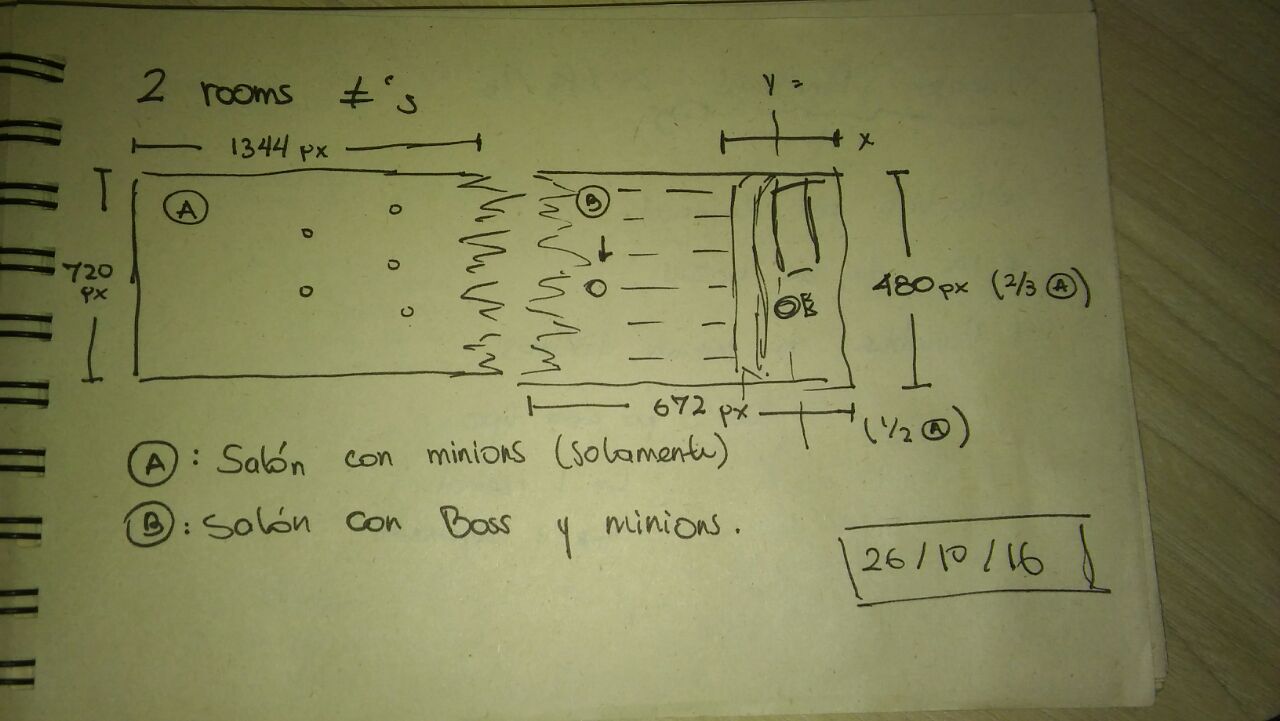 2 rooms ≠'s
y =
1344 px
x
A
B
720
px
480 px (2/3 A)
B
672 px
(1/2 A)
A: Salón con minions (solamente)
B: Salón con Boss y minions.
26/10/16